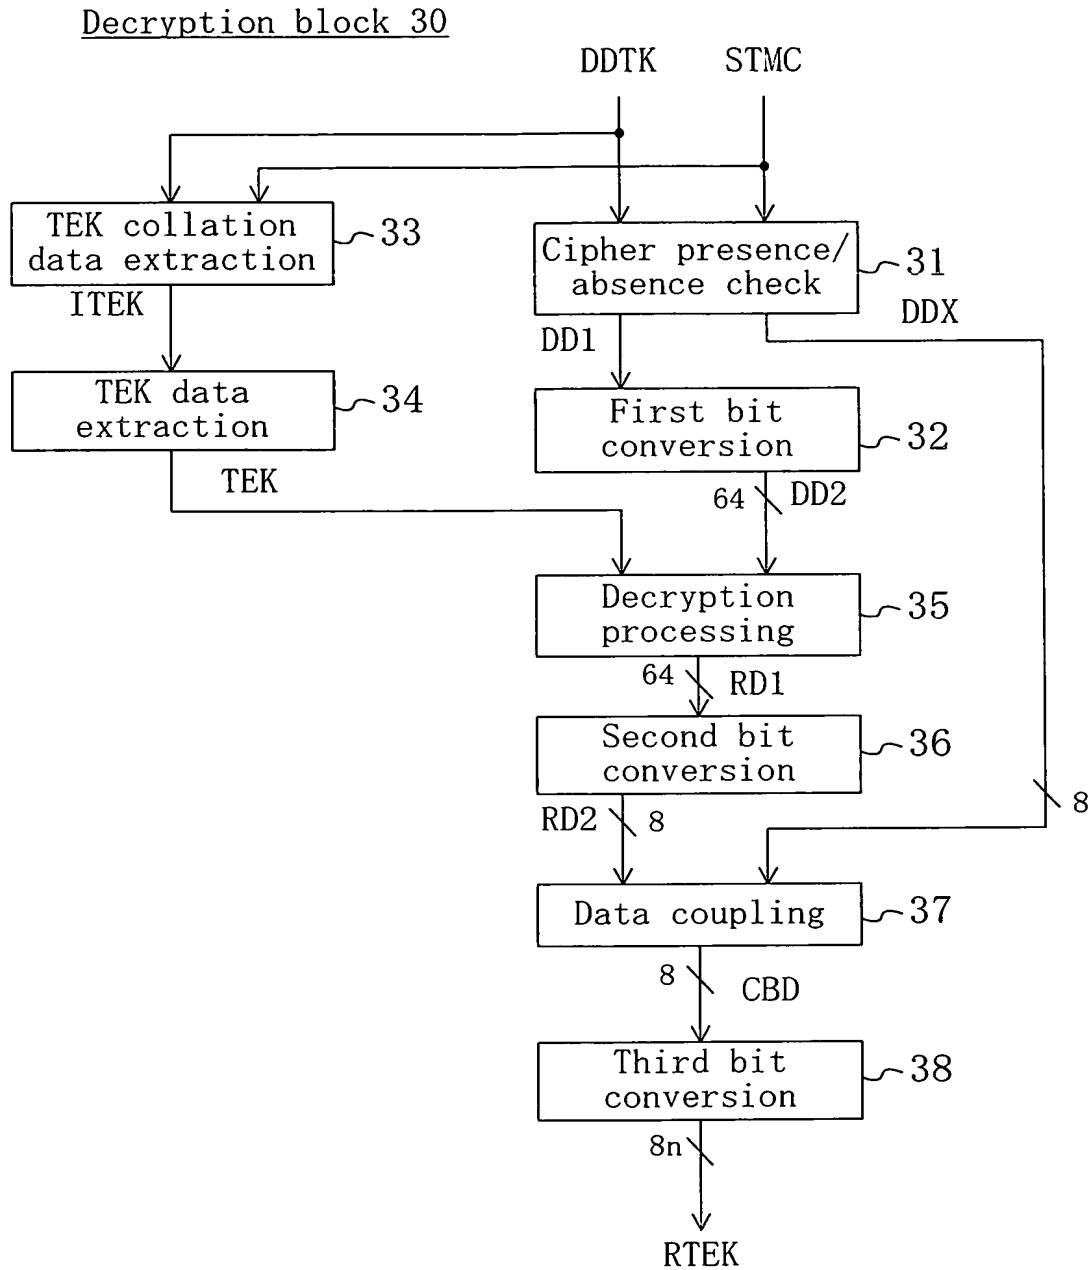 Decryption block 30
DDTK
STMC
TEK collation
data extraction
33
Cipher presence/
absence check
31
ITEK
DD1
DDX
TEK data
extraction
34
First bit
conversion
32
TEK
64
DD2
Decryption
processing
35
64
RD1
Second bit
conversion
36
RD2
8
8
Data coupling
37
8
CBD
Third bit
conversion
38
8n
RTEK